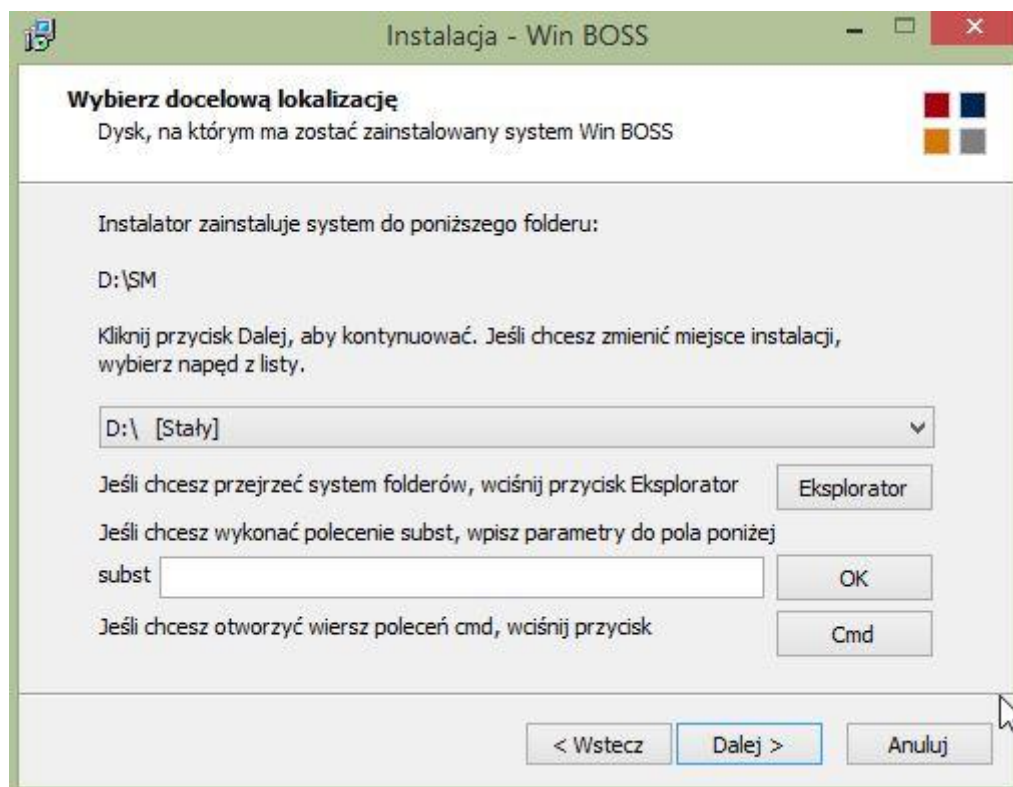 Instalacja - Win BOSS
Wybierz docelową lokalizację
Dysk, na którym ma zostać zainstalowany system Win BOSS
Instalator zainstaluje system do poniższego folderu:
D:\SM
Kliknij przycisk Dalej, aby kontynuować. Jeśli chcesz zmienić miejsce instalacji,
wybierz napęd z listy.
D:\ [Stały]
Jeśli chcesz przejrzeć system folderów, wciśnij przycisk Eksplorator
Eksplorator
Jeśli chcesz wykonać polecenie subst, wpisz parametry do pola poniżej
subst
OK
Jeśli chcesz otworzyć wiersz poleceń cmd, wciśnij przycisk
Cmd
< Wstecz
Dalej >
Anuluj